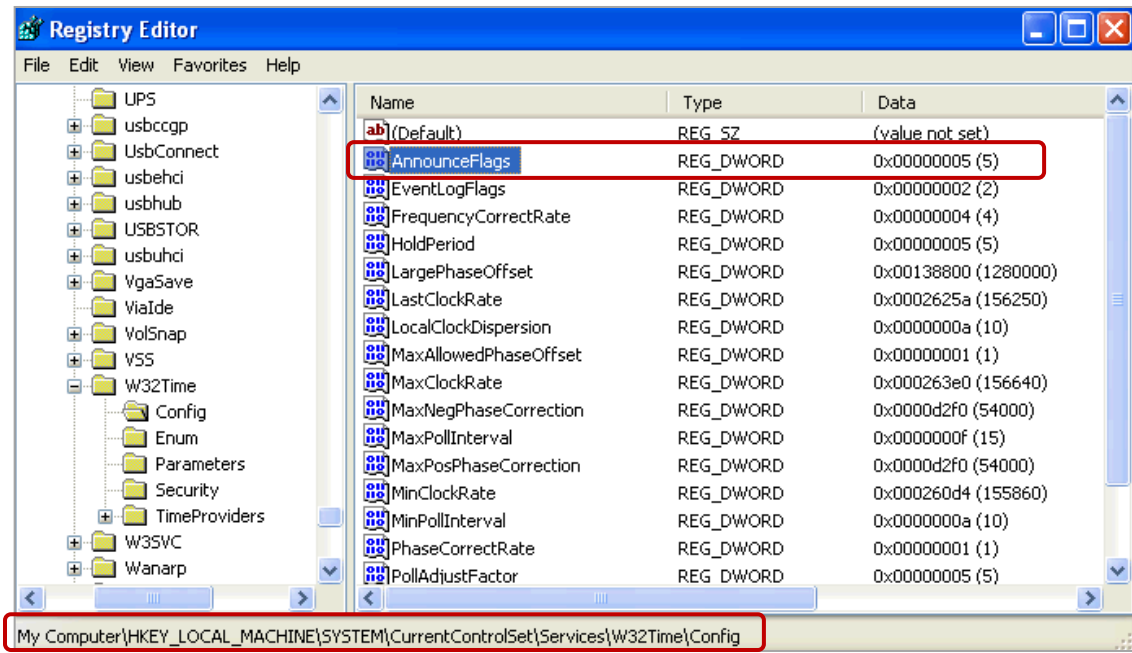 Registry Editor
File Edit View Favorites Help
UPS
usbccgp
UsbConnect
usbehci
usbhub
USBSTOR
usbuhci
VgaSave
ViaIde
VolSnap
VSS
W32Time
Config
Enum
Parameters
Security
TimeProviders
W3SVC
Wanarp
Name Type Data
ab (Default) REG_SZ (value not set)
AnnounceFlags REG_DWORD 0x00000005 (5)
EventLogFlags REG_DWORD 0x00000002 (2)
FrequencyCorrectRate REG_DWORD 0x00000004 (4)
HoldPeriod REG_DWORD 0x00000005 (5)
LargePhaseOffset REG_DWORD 0x00138800 (1280000)
LastClockRate REG_DWORD 0x0002625a (156250)
LocalClockDispersion REG_DWORD 0x0000000a (10)
MaxAllowedPhaseOffset REG_DWORD 0x00000001 (1)
MaxClockRate REG_DWORD 0x000263e0 (156640)
MaxNegPhaseCorrection REG_DWORD 0x0000d2f0 (54000)
MaxPollInterval REG_DWORD 0x0000000f (15)
MaxPosPhaseCorrection REG_DWORD 0x0000d2f0 (54000)
MinClockRate REG_DWORD 0x000260d4 (155860)
MinPollInterval REG_DWORD 0x0000000a (10)
PhaseCorrectRate REG_DWORD 0x00000001 (1)
PollAdjustFactor REG_DWORD 0x00000005 (5)
My Computer\HKEY_LOCAL_MACHINE\SYSTEM\CurrentControlSet\Services\W32Time\Config